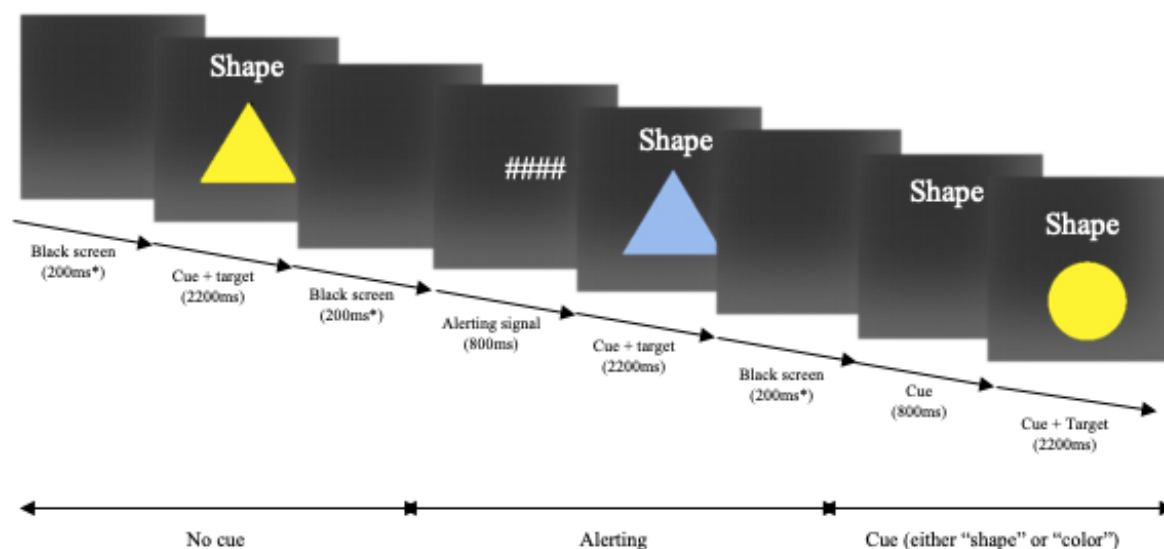 Shape
####
Shape
Shape
Shape
Black screen
(200ms*)
Cue + target
(2200ms)
Black screen
(200ms*)
Alerting signal
(800ms)
Cue + target
(2200ms)
Black screen
(200ms*)
Cue
(800ms)
Cue + Target
(2200ms)
No cue
Alerting
Cue (either “shape” or “color”)